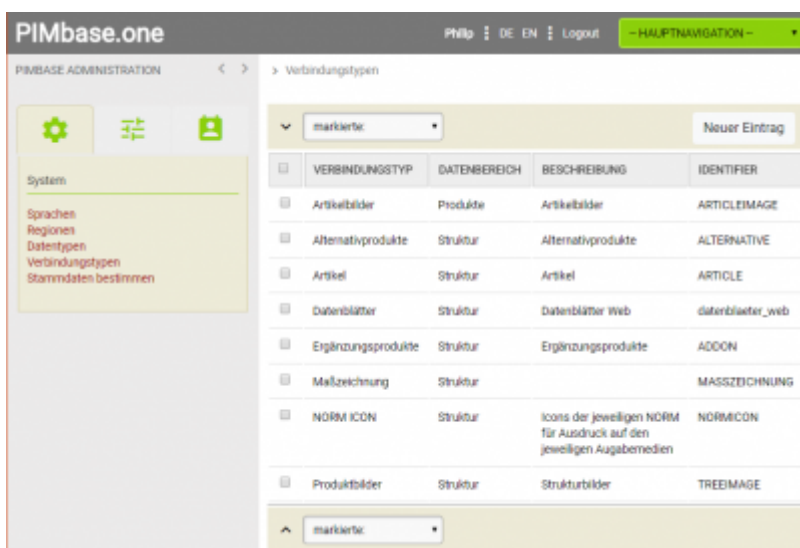 PIMbase.one
Philip ⋮ DE EN ⋮ Logout
– HAUPTNAVIGATION –
PIMBASE ADMINISTRATION < >
> Verbindungstypen
markierte:
Neuer Eintrag
System
Sprachen
Regionen
Datentypen
Verbindungstypen
Stammdaten bestimmen
VERBINDUNGSTYP DATENBEREICH BESCHREIBUNG IDENTIFIER
Artikelbilder Produkte Artikelbilder ARTICLEIMAGE
Alternativprodukte Struktur Alternativprodukte ALTERNATIVE
Artikel Struktur Artikel ARTICLE
Datenblätter Struktur Datenblätter Web datenblaeter_web
Ergänzungsprodukte Struktur Ergänzungsprodukte ADDON
Maßzeichnung Struktur MASSZEICHNUNG
NORM ICON Struktur Icons der jeweiligen NORM NORMICON
für Ausdruck auf den
jeweiligen Augabemedien
Produktbilder Struktur Strukturbilder TREEIMAGE
markierte: